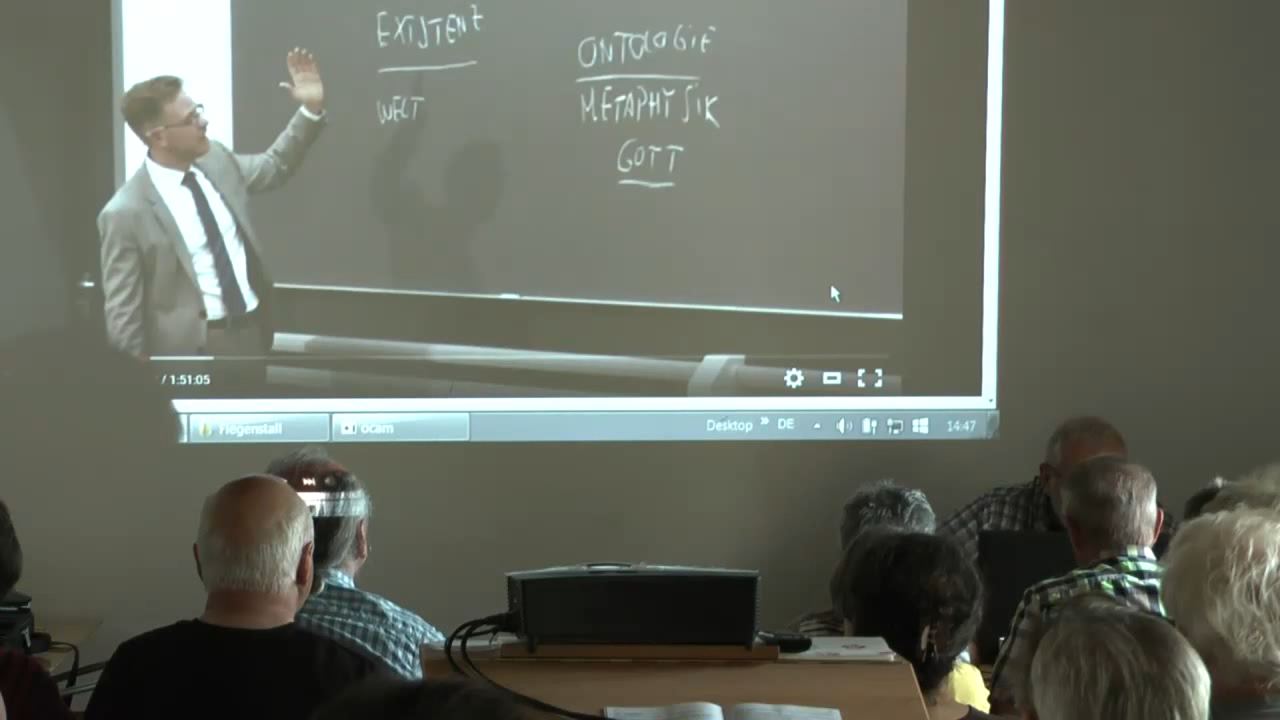 EXISTENZ
WELT
ONTOLOGIE
METAPHYSIK
GOTT
/ 1:51:05
Fliegenstall
ocam
Desktop » DE 14:47